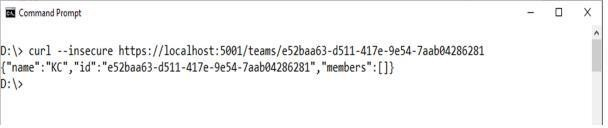 Command Prompt
D:\> curl --insecure https://localhost:5001/teams/e52baa63-d511-417e-9e54-7aab04286281
{"name":"KC","id":"e52baa63-d511-417e-9e54-7aab04286281","members":[]}
D:\>